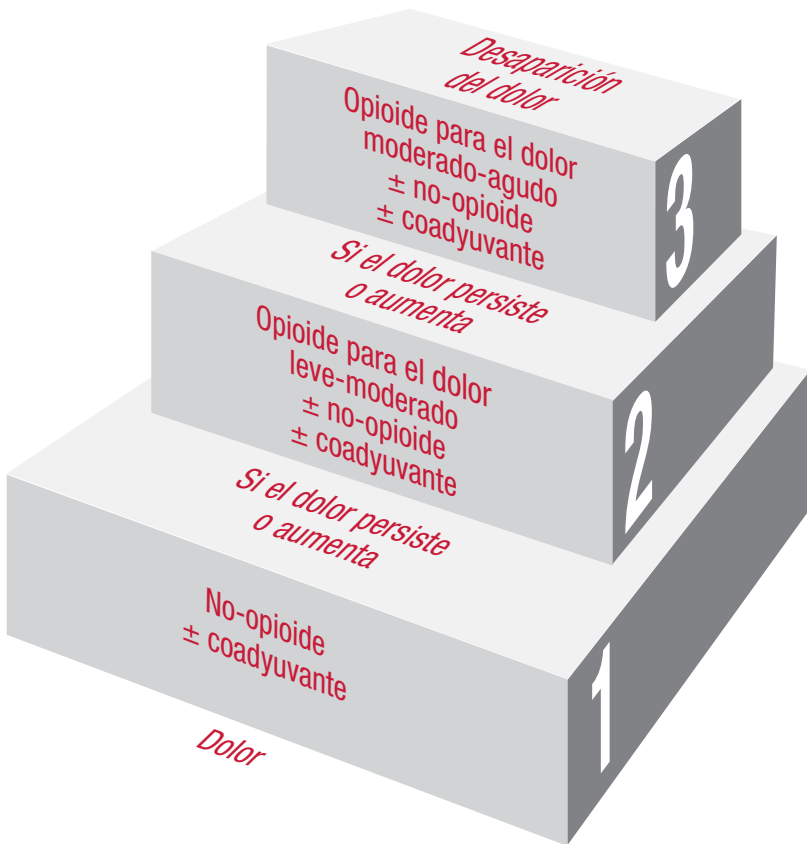 Desaparición
del dolor
Opioide para el dolor
moderado-agudo
± no-opioide
± coadyuvante
3
Si el dolor persiste
o aumenta
Opioide para el dolor
leve-moderado
± no-opioide
± coadyuvante
2
Si el dolor persiste
o aumenta
No-opioide
± coadyuvante
1
Dolor